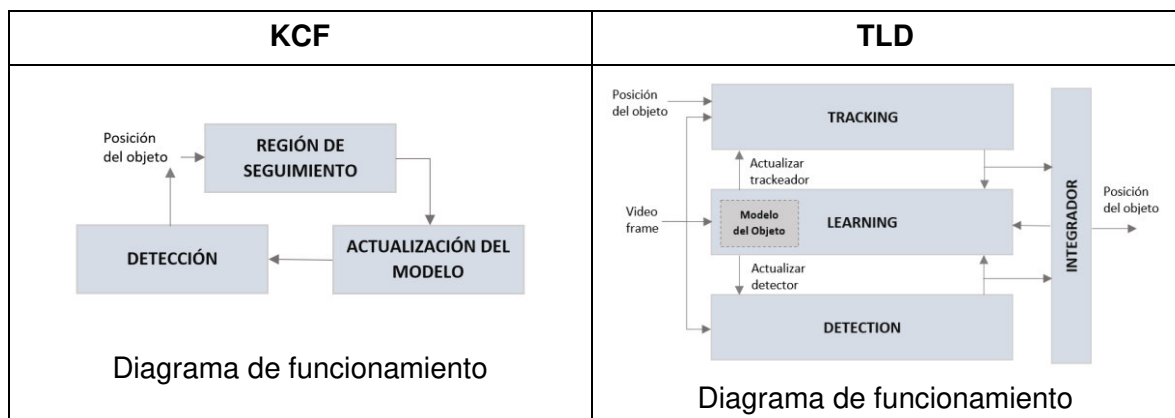 KCF
TLD
Posición
del objeto
REGIÓN DE
SEGUIMIENTO
DETECCIÓN
ACTUALIZACIÓN DEL
MODELO
Diagrama de funcionamiento
Posición
del objeto
TRACKING
Actualizar
trackeador
Video
frame
Modelo
del Objeto
LEARNING
Actualizar
detector
DETECTION
INTEGRADOR
Posición
del objeto
Diagrama de funcionamiento